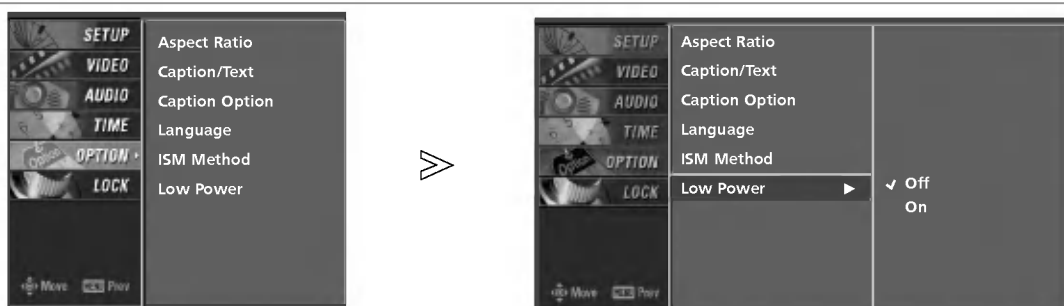 SETUP
VIDEO
AUDIO
TIME
OPTION
LOCK
Move MENU Prev
Aspect Ratio
Caption/Text
Caption Option
Language
ISM Method
Low Power
SETUP
VIDEO
AUDIO
TIME
OPTION
LOCK
Move MENU Prev
Aspect Ratio
Caption/Text
Caption Option
Language
ISM Method
Low Power
Off
On